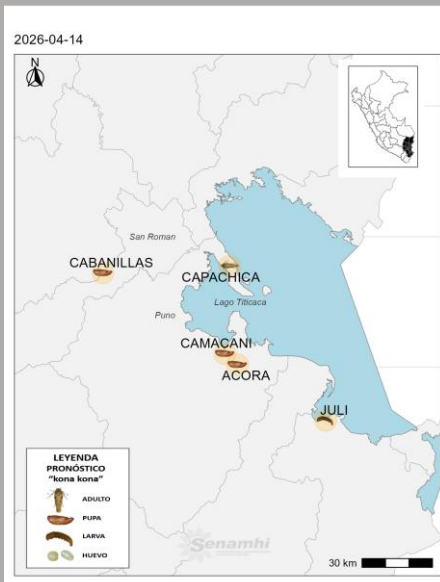 2026-04-14
N
San Roman
CABANILLAS
CAPACHICA
Lago Titicaca
Puno
CAMACANI
ACORA
JULI
LEYENDA
PRONÓSTICO
"kona kona"
ADULTO
PUPA
LARVA
HUEVO
Senamhi
30 km